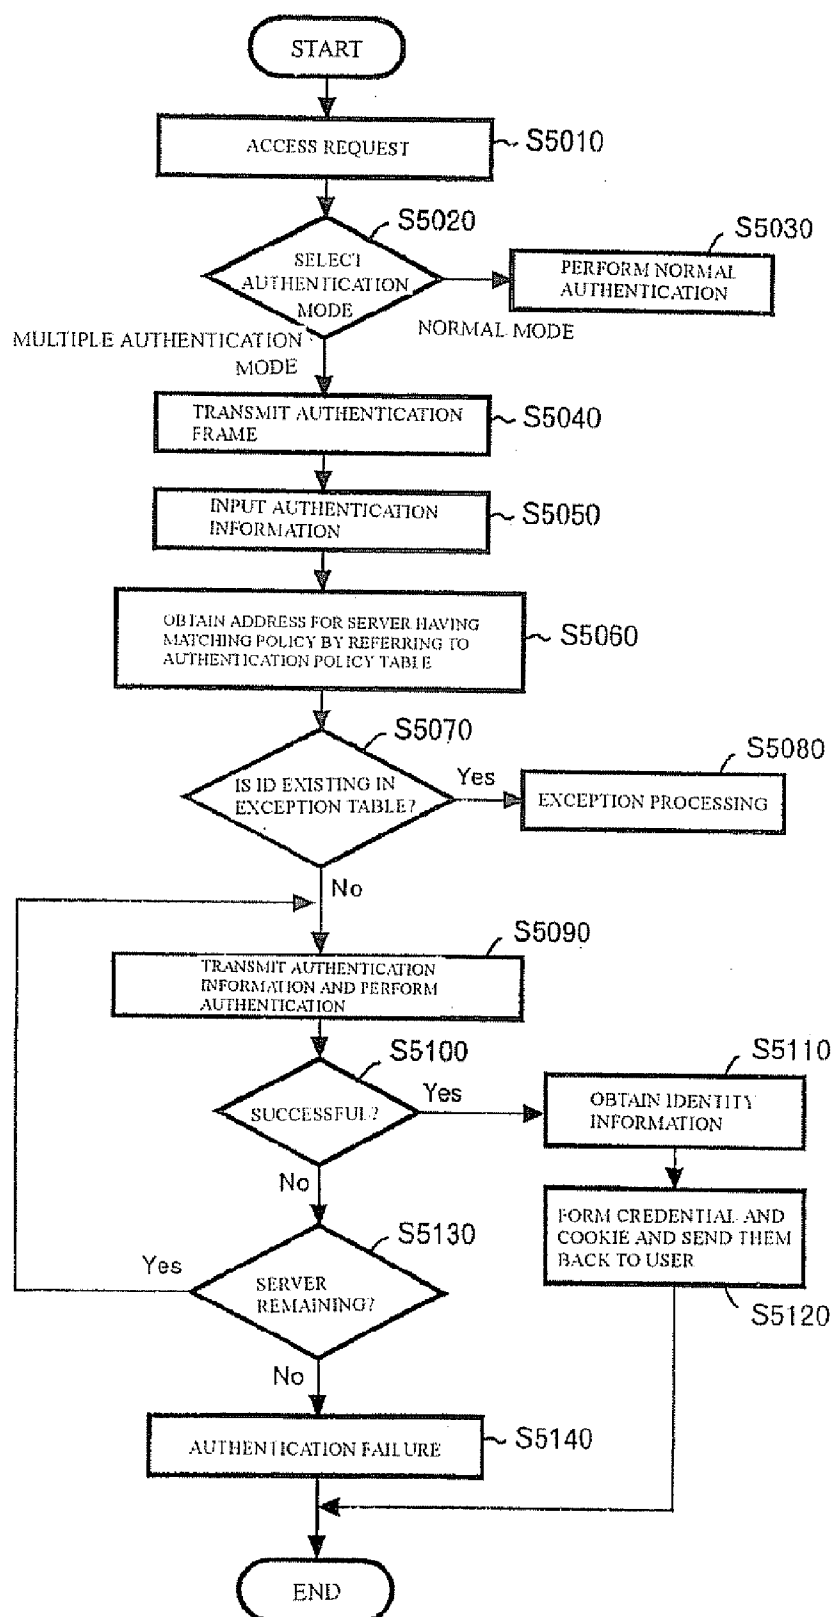 START
ACCESS REQUEST
S5010
S5020
SELECT
AUTHENTICATION
MODE
S5030
PERFORM NORMAL
AUTHENTICATION
NORMAL MODE
MULTIPLE AUTHENTICATION
MODE
TRANSMIT AUTHENTICATION
FRAME
S5040
INPUT AUTHENTICATION
INFORMATION
S5050
OBTAIN ADDRESS FOR SERVER HAVING
MATCHING POLICY BY REFERRING TO
AUTHENTICATION POLICY TABLE
S5060
S5070
IS ID EXISTING IN
EXCEPTION TABLE?
Yes
S5080
EXCEPTION PROCESSING
No
S5090
TRANSMIT AUTHENTICATION
INFORMATION AND PERFORM
AUTHENTICATION
S5100
SUCCESSFUL?
Yes
S5110
OBTAIN IDENTITY
INFORMATION
No
FORM CREDENTIAL AND
COOKIE AND SEND THEM
BACK TO USER
S5120
S5130
Yes
SERVER
REMAINING?
No
AUTHENTICATION FAILURE
S5140
END